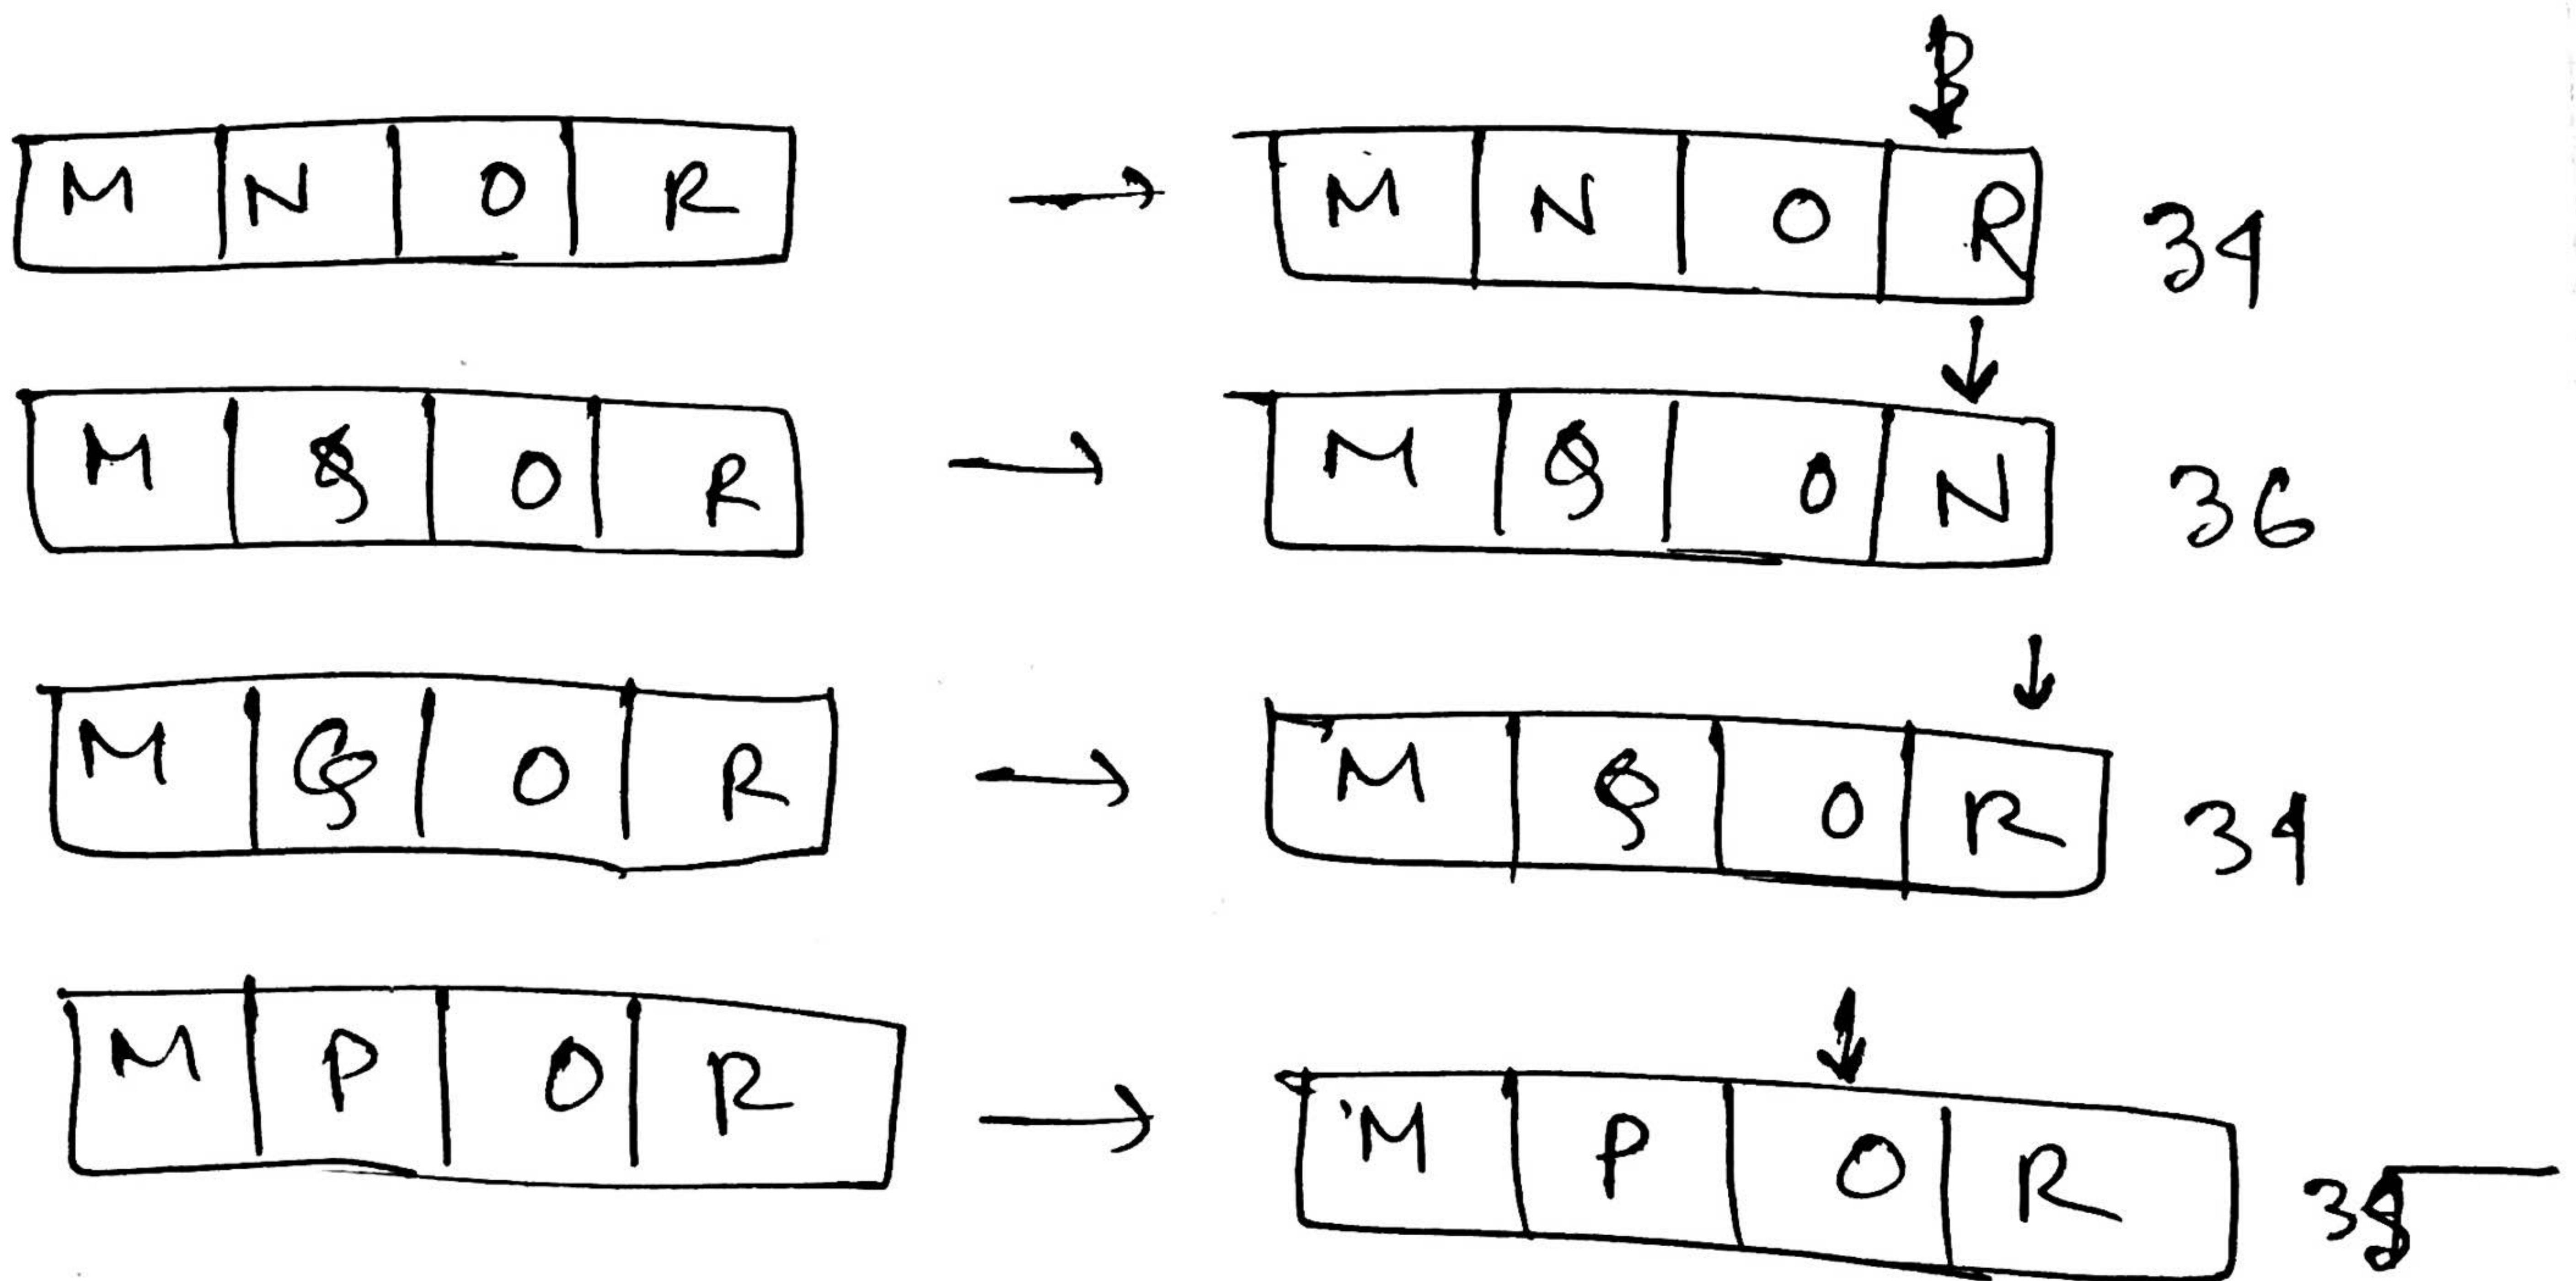 M N O R → M N O R 34
M Q O R → M Q O N 36
M Q O R → M Q O R 34
M P O R → M P O R